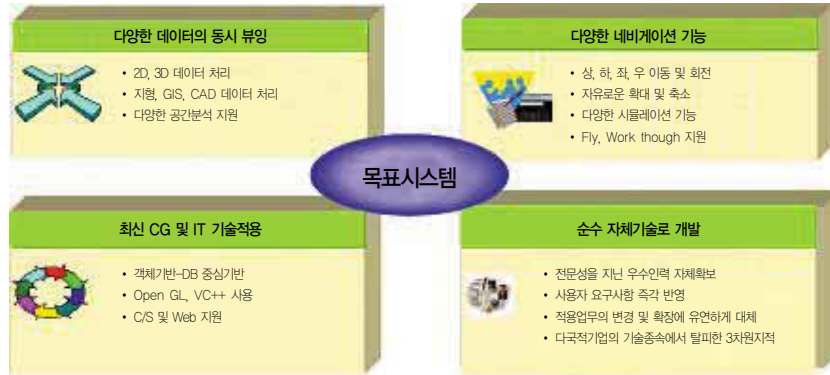 다양한 데이터의 동시 뷰잉
• 2D, 3D 데이터 처리
• 지형, GIS, CAD 데이터 처리
• 다양한 공간분석 지원
다양한 네비게이션 기능
• 상, 하, 좌, 우 이동 및 회전
• 자유로운 확대 및 축소
• 다양한 시뮬레이션 기능
• Fly, Work though 지원
목표시스템
최신 CG 및 IT 기술적용
• 객체기반-DB 중심기반
• Open GL, VC++ 사용
• C/S 및 Web 지원
순수 자체기술로 개발
• 전문성을 지닌 우수인력 자체확보
• 사용자 요구사항 즉각 반영
• 적용업무의 변경 및 확장에 유연하게 대체
• 다국적기업의 기술종속에서 탈피한 3차원지적